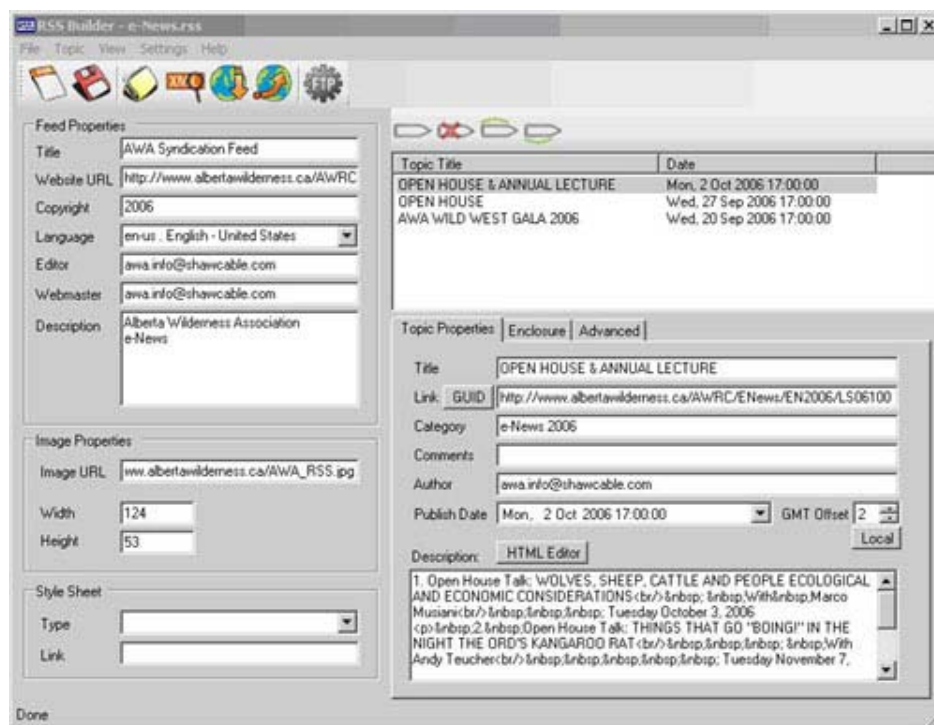 RSS Builder - e-News.rss
File Topic View Settings Help
XML
FTP
Feed Properties
Title AWA Syndication Feed
Website URL http://www.albertawilderness.ca/AWRC
Copyright 2006
Language en-us , English - United States
Editor awa.info@shawcable.com
Webmaster awa.info@shawcable.com
Description Alberta Wilderness Association
e-News
Image Properties
Image URL ww.albertawilderness.ca/AWA_RSS.jpg
Width 124
Height 53
Style Sheet
Type
Link
Topic Title Date
OPEN HOUSE & ANNUAL LECTURE Mon, 2 Oct 2006 17:00:00
OPEN HOUSE Wed, 27 Sep 2006 17:00:00
AWA WILD WEST GALA 2006 Wed, 20 Sep 2006 17:00:00
Topic Properties Enclosure Advanced
Title OPEN HOUSE & ANNUAL LECTURE
Link GUID http://www.albertawilderness.ca/AWRC/ENews/EN2006/LS06100
Category e-News 2006
Comments
Author awa.info@shawcable.com
Publish Date Mon, 2 Oct 2006 17:00:00 GMT Offset 2
Local
Description: HTML Editor
1. Open House Talk: WOLVES, SHEEP, CATTLE AND PEOPLE ECOLOGICAL
AND ECONOMIC CONSIDERATIONS<br/>&nbsp; &nbsp;With&nbsp;Marco
Musiani<br/>&nbsp;&nbsp;&nbsp; Tuesday October 3, 2006
<p>&nbsp;2.&nbsp;Open House Talk: THINGS THAT GO "BOING!" IN THE
NIGHT THE ORD'S KANGAROO RAT<br/>&nbsp;&nbsp;&nbsp; &nbsp;With
Andy Teucher<br/>&nbsp;&nbsp;&nbsp;&nbsp;&nbsp; Tuesday November 7,
Done